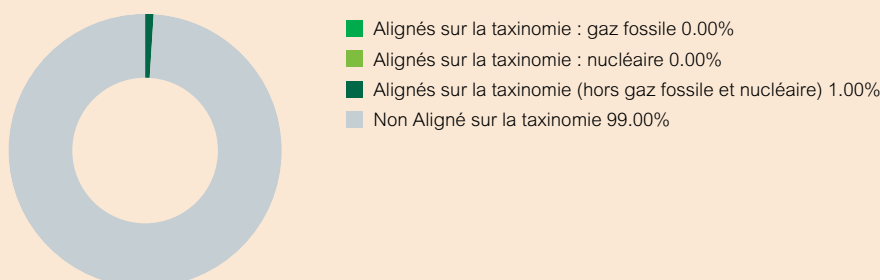 Alignés sur la taxinomie : gaz fossile 0.00%
Alignés sur la taxinomie : nucléaire 0.00%
Alignés sur la taxinomie (hors gaz fossile et nucléaire) 1.00%
Non Aligné sur la taxinomie 99.00%